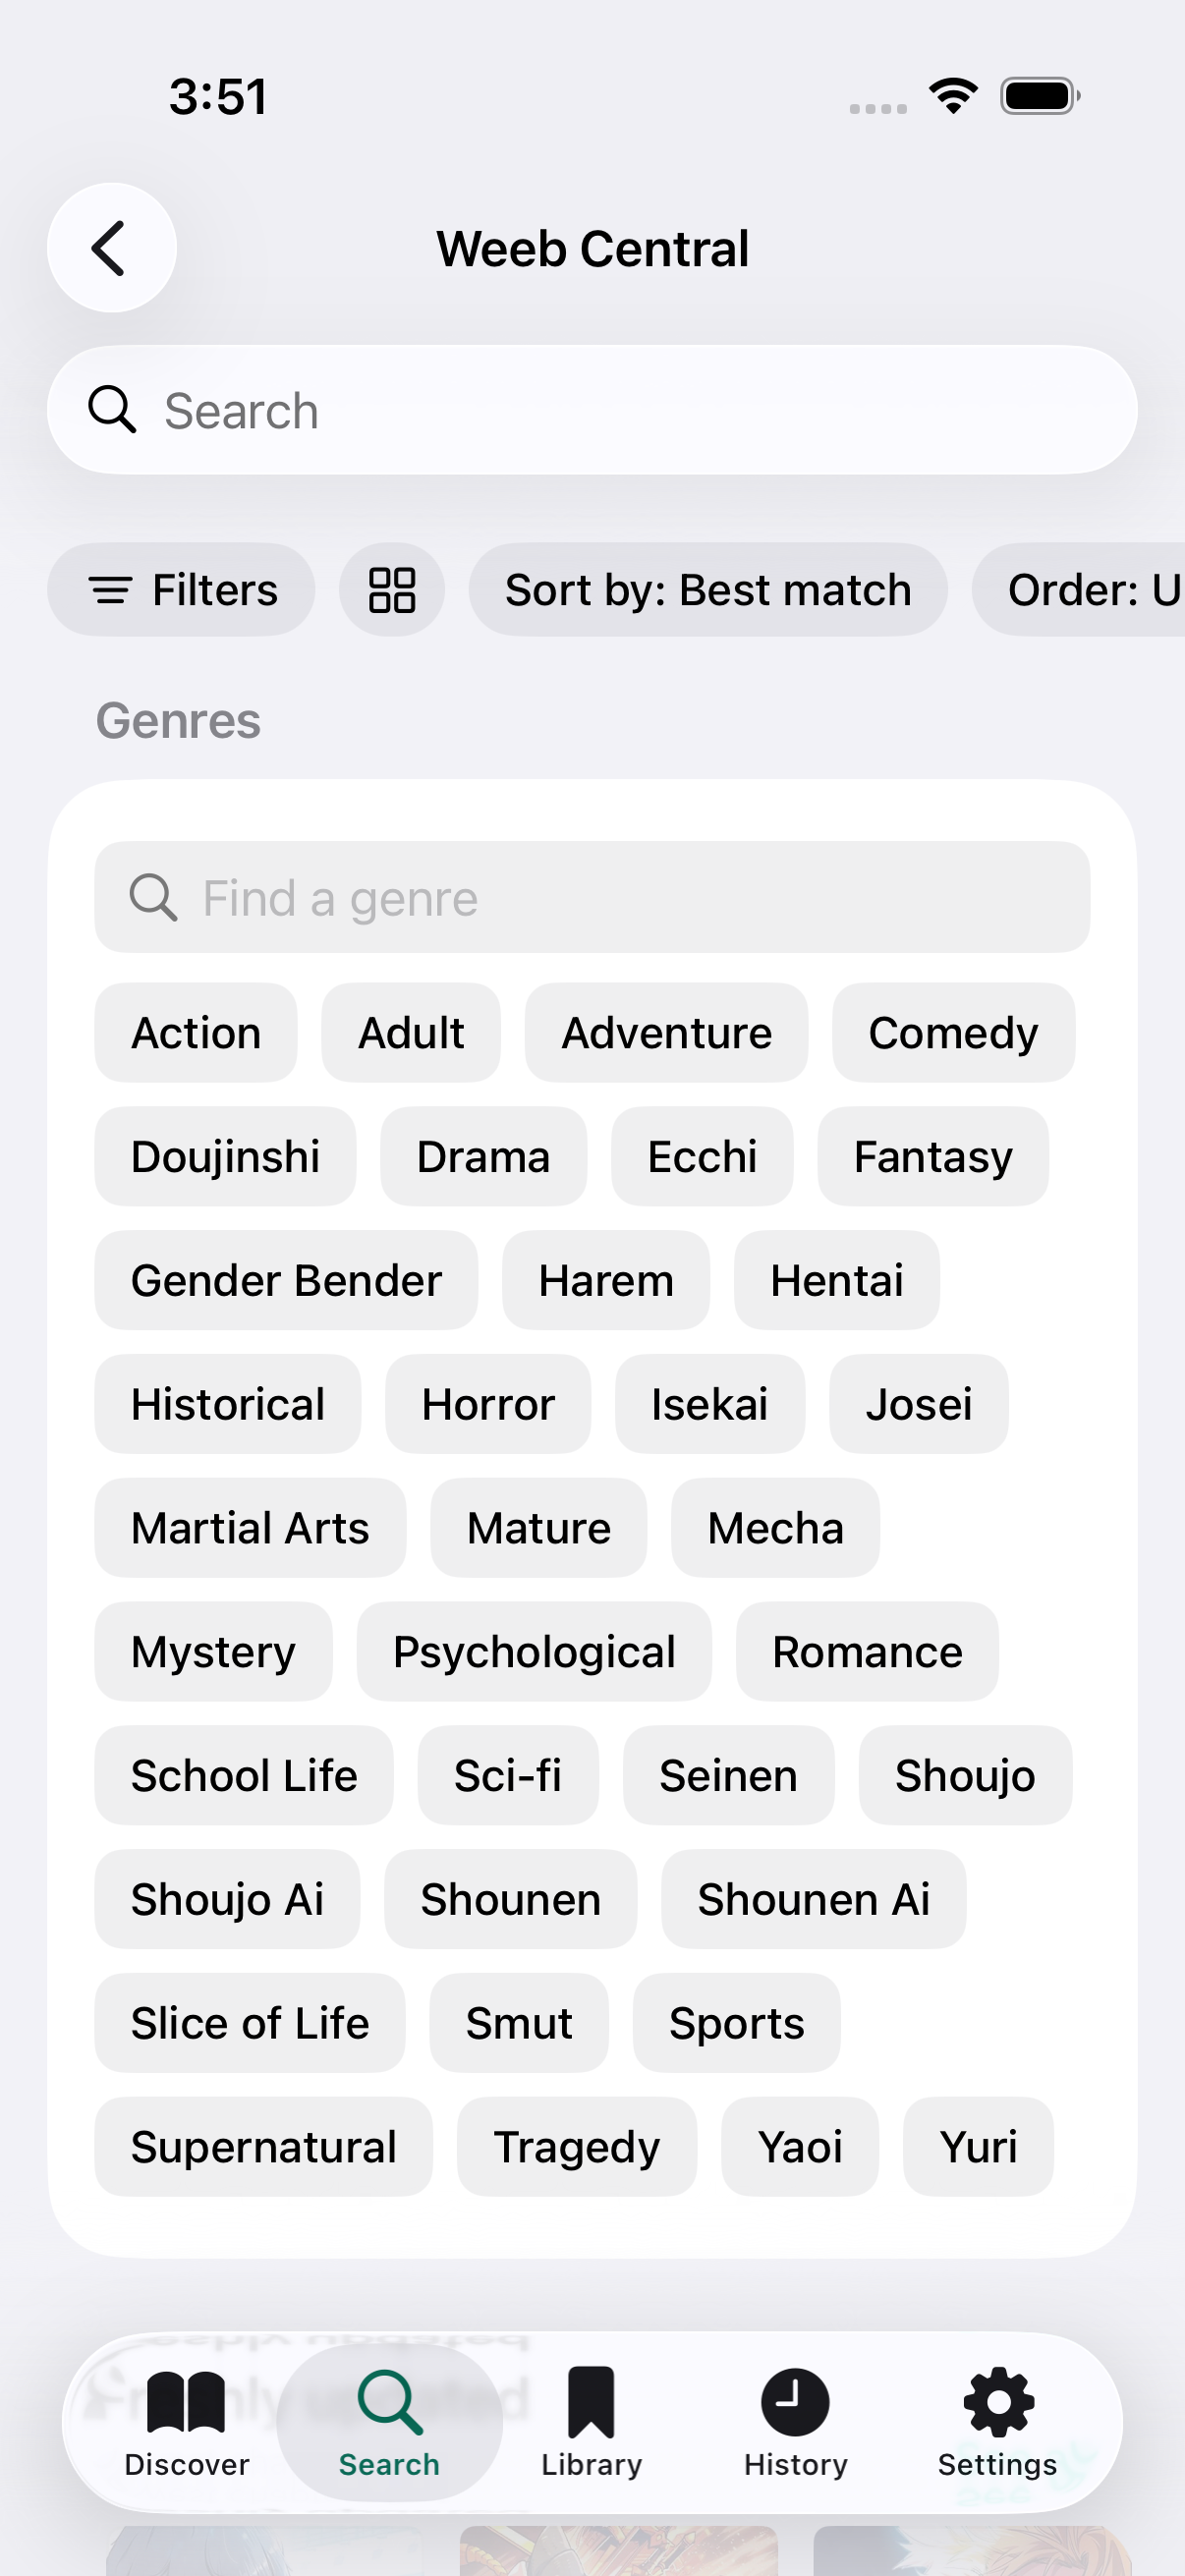 3:51
Weeb Central
Search
Filters
Sort by: Best match
Order: U
Genres
Find a genre
Action Adult Adventure Comedy
Doujinshi Drama Ecchi Fantasy
Gender Bender Harem Hentai
Historical Horror Isekai Josei
Martial Arts Mature Mecha
Mystery Psychological Romance
School Life Sci-fi Seinen Shoujo
Shoujo Ai Shounen Shounen Ai
Slice of Life Smut Sports
Supernatural Tragedy Yaoi Yuri
Discover Search Library History Settings